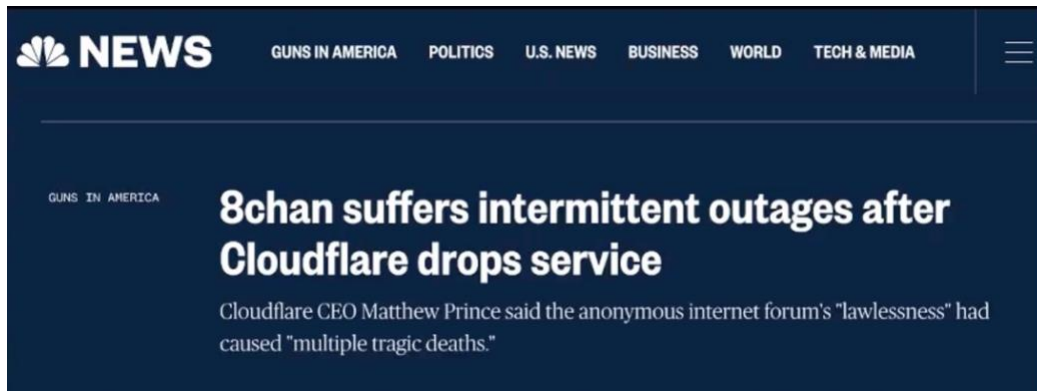 NEWS GUNS IN AMERICA POLITICS U.S. NEWS BUSINESS WORLD TECH & MEDIA
GUNS IN AMERICA
8chan suffers intermittent outages after
Cloudflare drops service
Cloudflare CEO Matthew Prince said the anonymous internet forum's "lawlessness" had
caused "multiple tragic deaths."